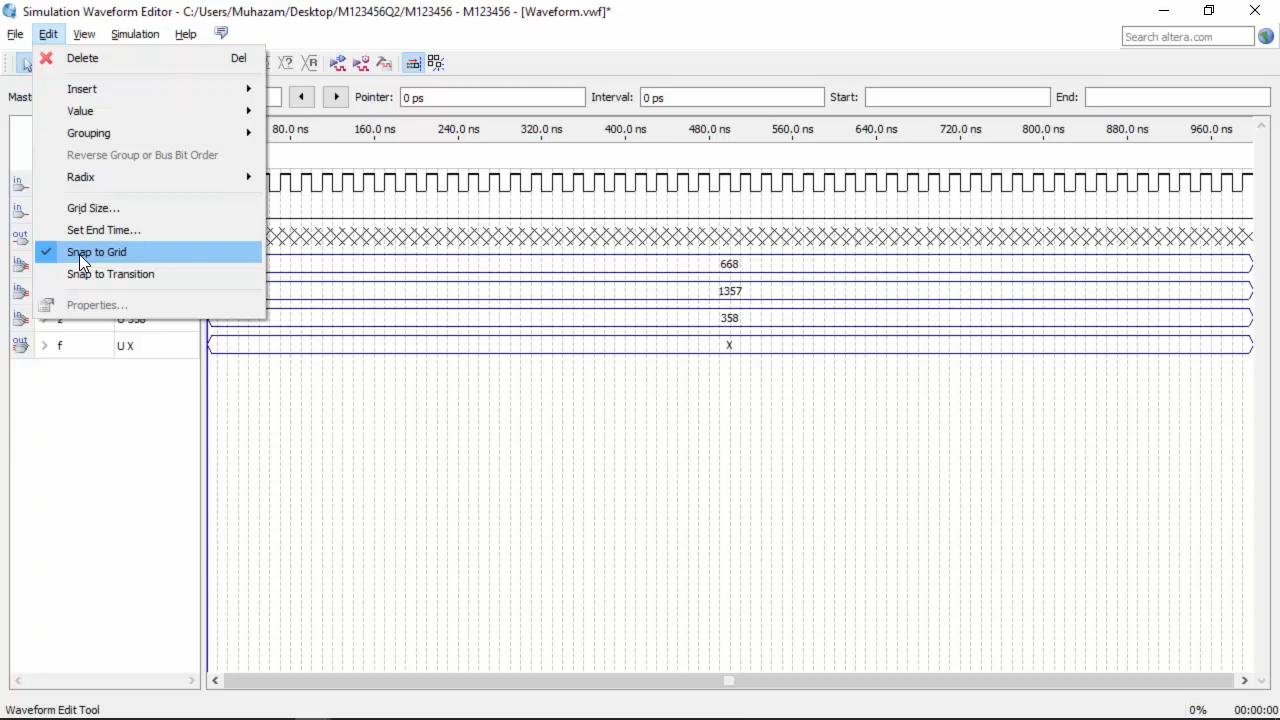 Simulation Waveform Editor - C:/Users/Muhazam/Desktop/M123456Q2/M123456 - M123456 - [Waveform.vwf]*
File Edit View Simulation Help
Search altera.com
Delete Del
Insert
Value
Grouping
Reverse Group or Bus Bit Order
Radix
Grid Size...
Set End Time...
Snap to Grid
Snap to Transition
Properties...
Mast
Pointer: 0 ps Interval: 0 ps Start: End:
80.0 ns 160.0 ns 240.0 ns 320.0 ns 400.0 ns 480.0 ns 560.0 ns 640.0 ns 720.0 ns 800.0 ns 880.0 ns 960.0 ns
in
in
out
in 668
in 1357
in z U 358 358
out f U X X
Waveform Edit Tool 0% 00:00:00